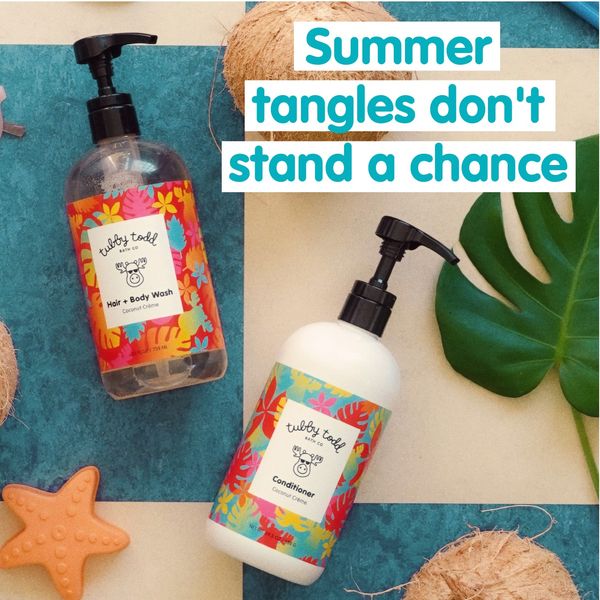 Summer
tangles don't
stand a chance
tubby todd
BATH CO
Hair + Body Wash
Coconut Crème
tubby todd
BATH CO
Conditioner
Coconut Crème